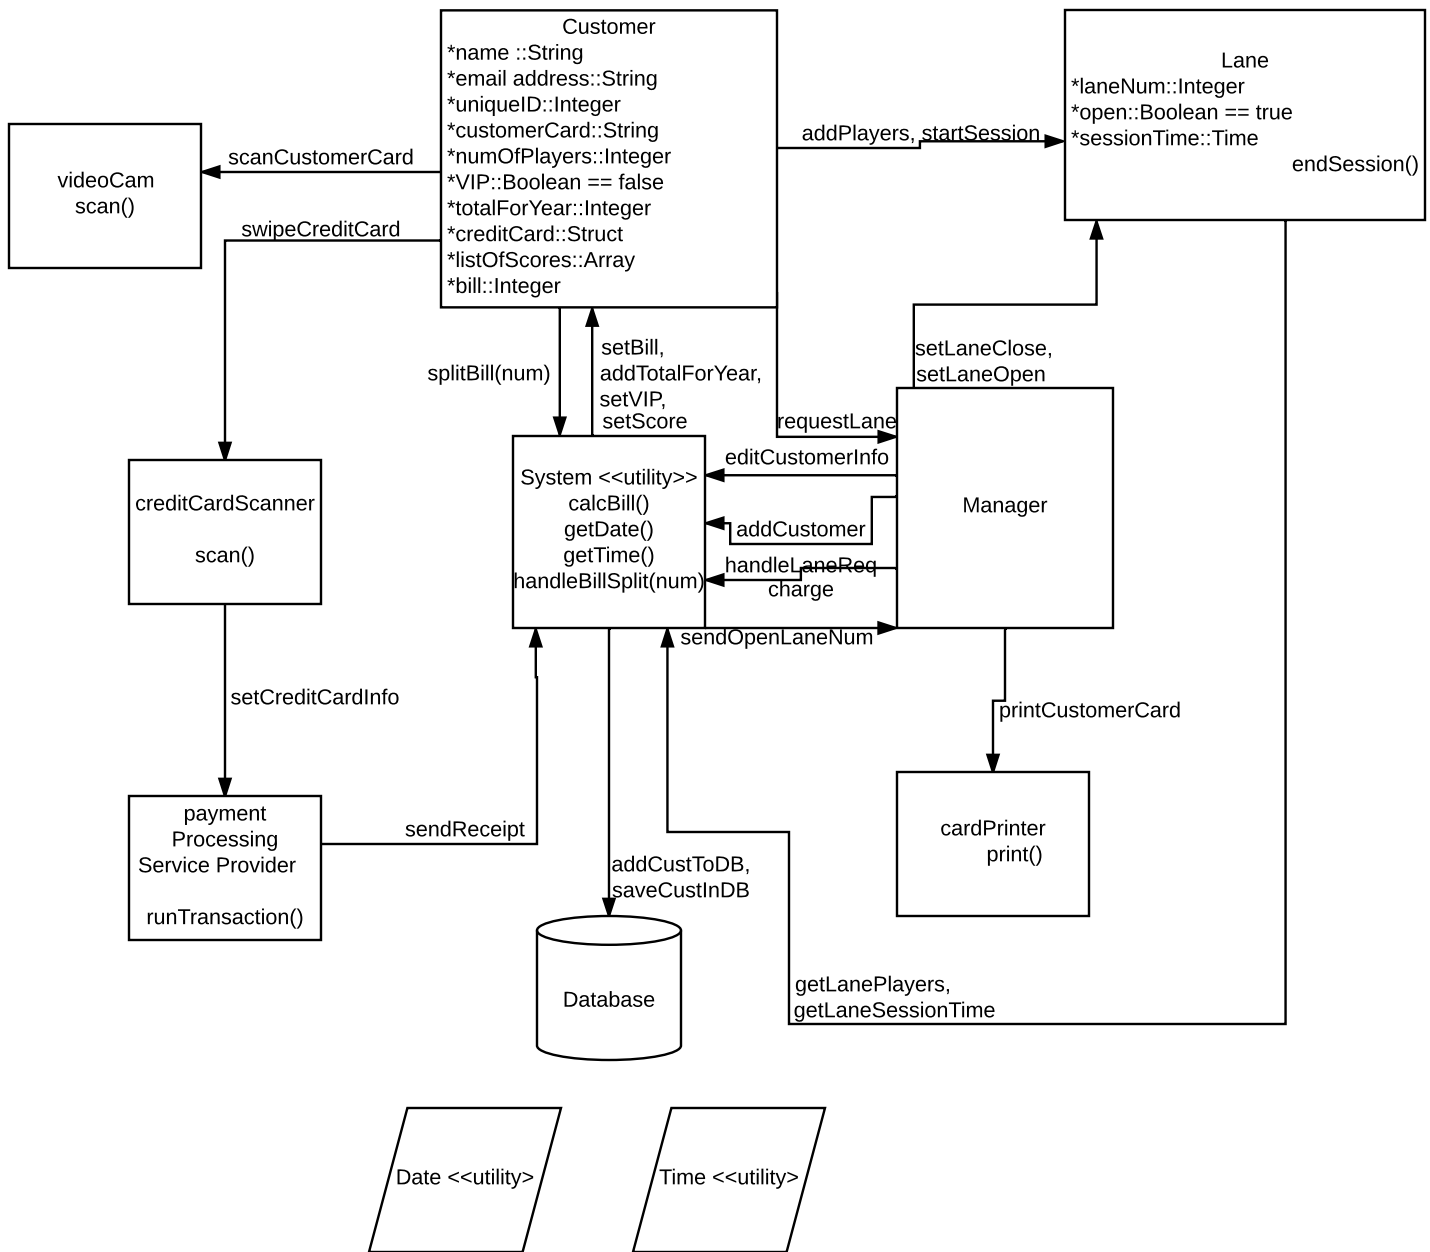 Customer
*name ::String
*email address::String
*uniqueID::Integer
*customerCard::String
*numOfPlayers::Integer
*VIP::Boolean == false
*totalForYear::Integer
*creditCard::Struct
*listOfScores::Array
*bill::Integer
Lane
*laneNum::Integer
*open::Boolean == true
*sessionTime::Time
endSession()
addPlayers, startSession
scanCustomerCard
videoCam
scan()
swipeCreditCard
splitBill(num)
setBill,
addTotalForYear,
setVIP,
setScore
setLaneClose,
setLaneOpen
requestLane
editCustomerInfo
System <<utility>>
calcBill()
getDate()
getTime()
handleBillSplit(num)
Manager
addCustomer
handleLaneReq
charge
sendOpenLaneNum
creditCardScanner
scan()
setCreditCardInfo
printCustomerCard
payment
Processing
Service Provider
runTransaction()
sendReceipt
cardPrinter
print()
addCustToDB,
saveCustInDB
Database
getLanePlayers,
getLaneSessionTime
Date <<utility>
Time <<utility>